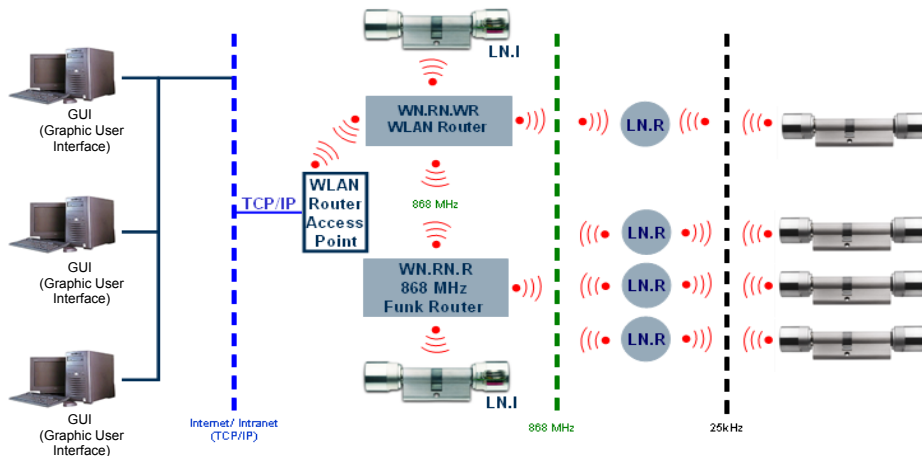 LN.I
GUI
(Graphic User
Interface)
WN.RN.WR
WLAN Router
LN.R
WLAN
Router
Access
Point
TCP/IP
868 MHz
GUI
(Graphic User
Interface)
LN.R
WN.RN.R
868 MHz
Funk Router
LN.R
LN.R
LN.I
GUI
(Graphic User
Interface)
Internet/ Intranet
(TCP/IP)
868 MHz
25kHz